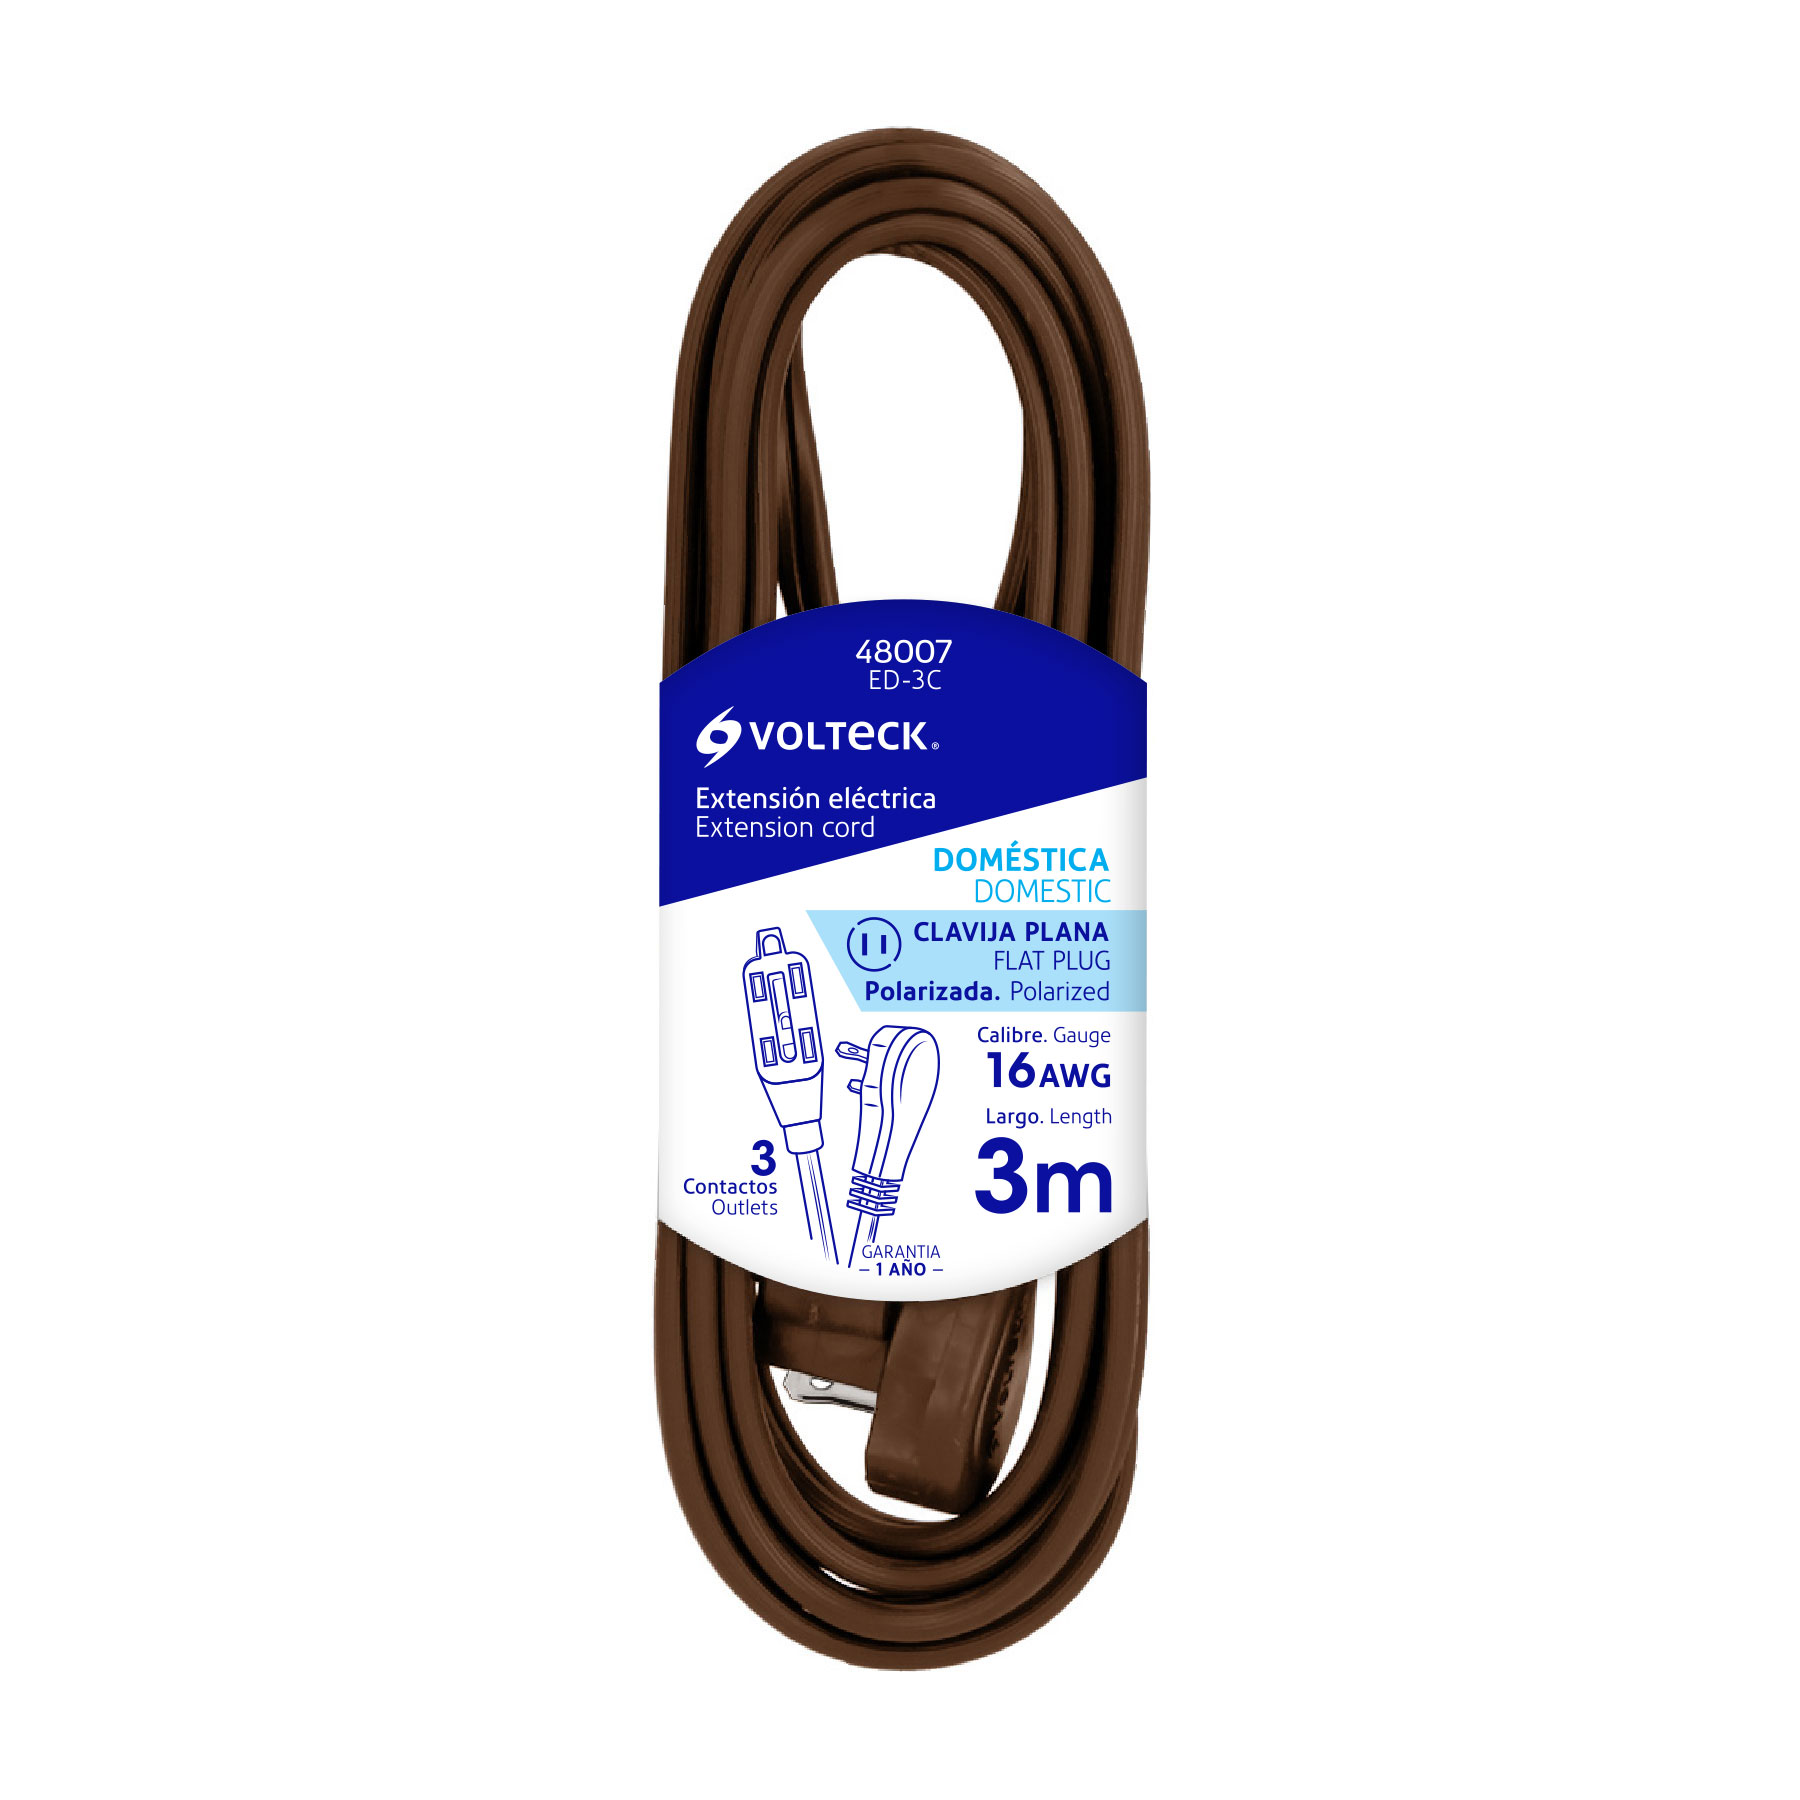 48007
ED-3C
VOLTECK®
Extensión eléctrica
Extension cord
DOMÉSTICA
DOMESTIC
CLAVIJA PLANA
FLAT PLUG
Polarizada. Polarized
Calibre. Gauge
16AWG
Largo. Length
3m
3
Contactos
Outlets
GARANTIA
– 1 AÑO –